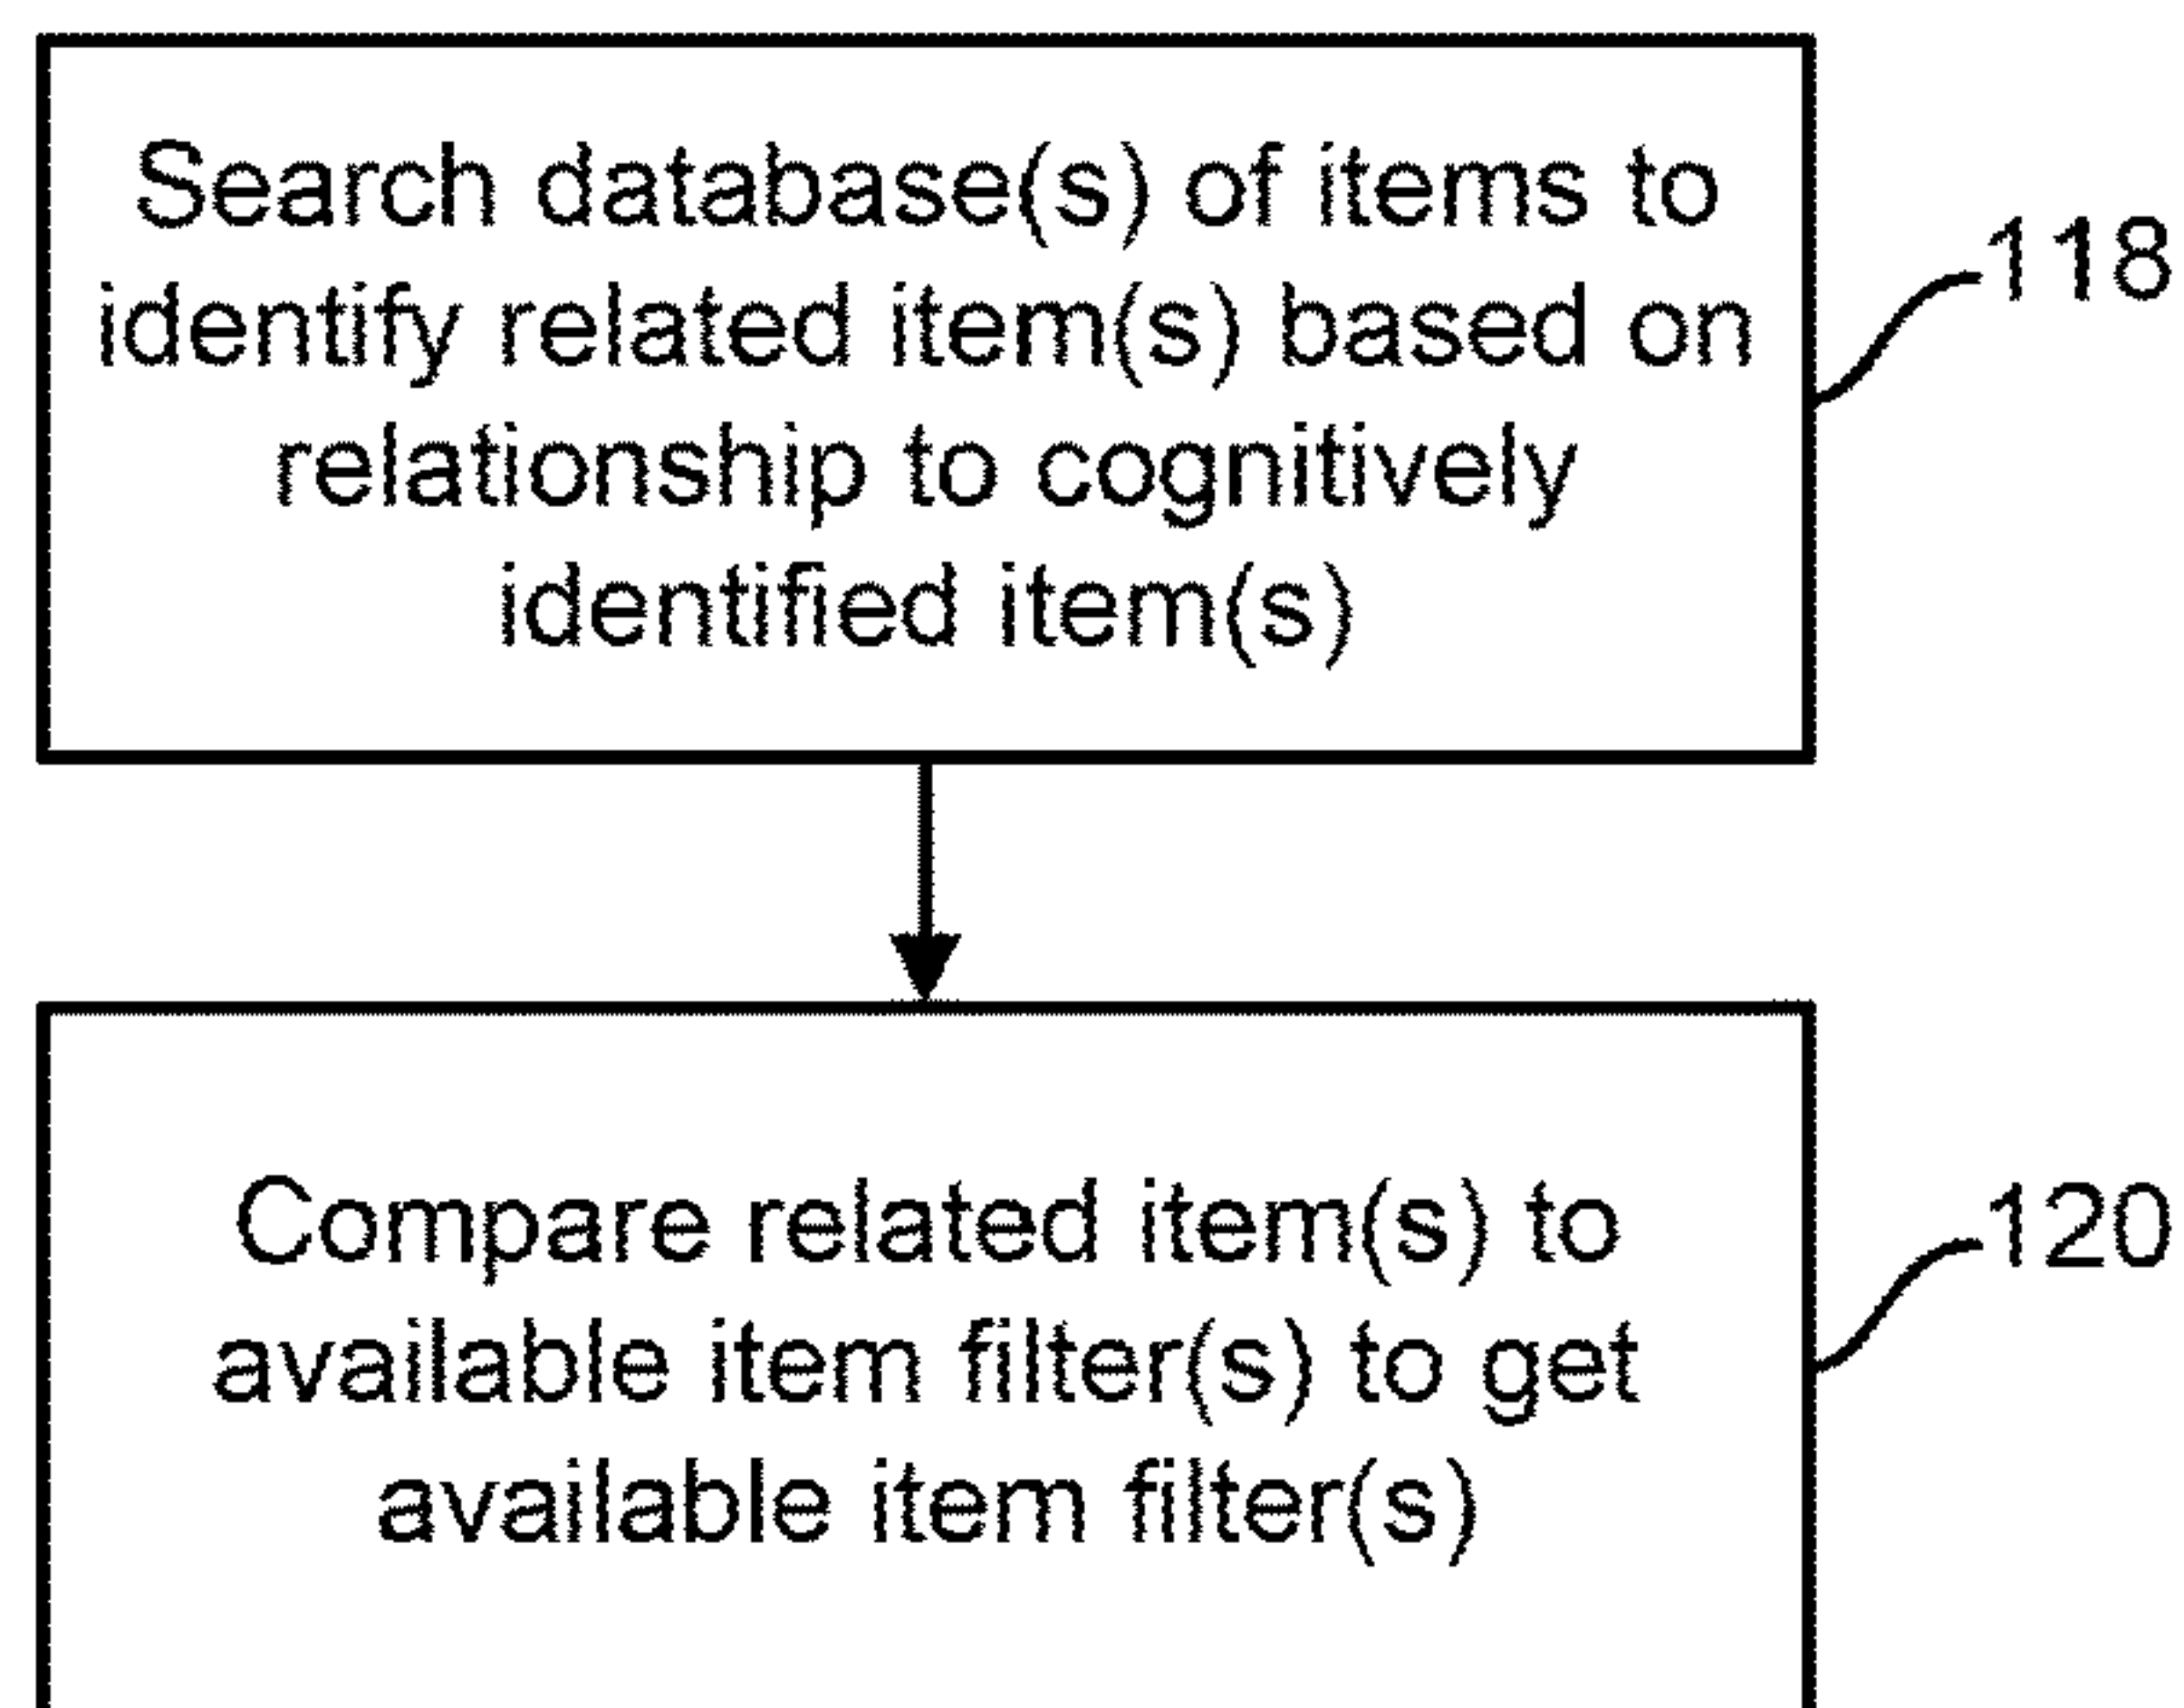 Search database(s) of items to
identify related item(s) based on
relationship to cognitively
identified item(s)
118
Compare related item(s) to
available item filter(s) to get
available item filter(s)
120